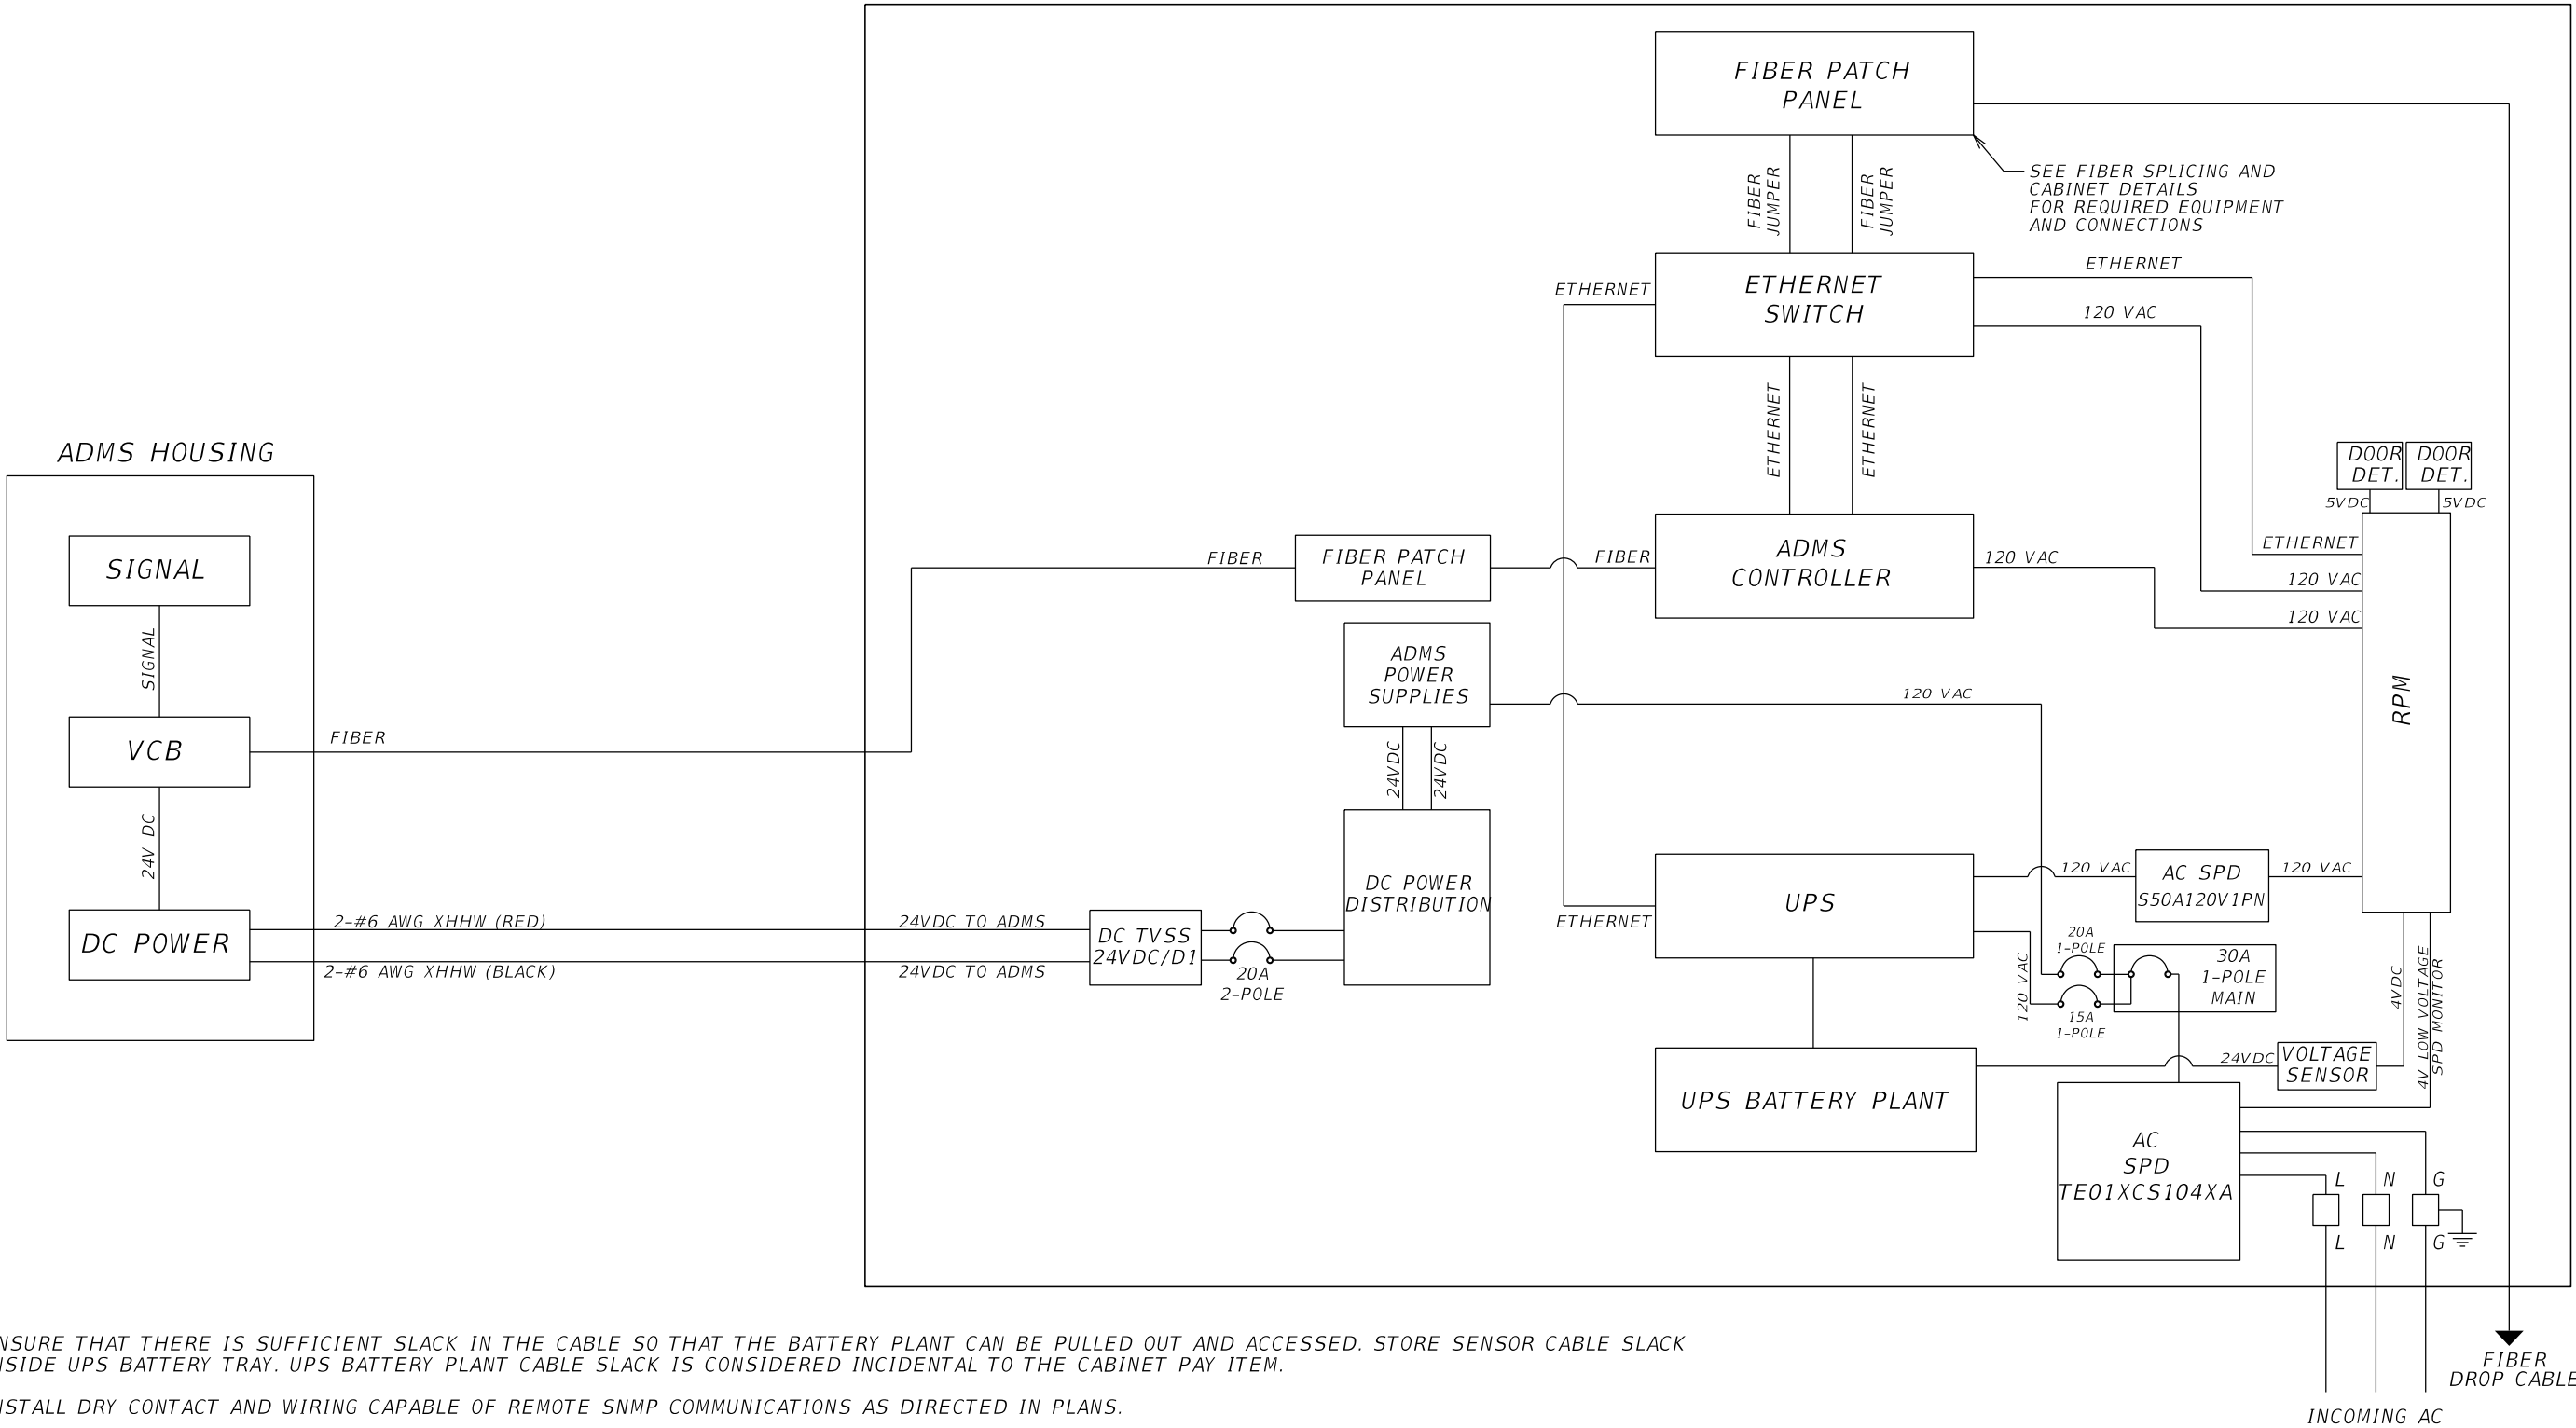 FIBER PATCH
PANEL
FIBER
JUMPER
FIBER
JUMPER
SEE FIBER SPLICING AND
CABINET DETAILS
FOR REQUIRED EQUIPMENT
AND CONNECTIONS
ETHERNET
ETHERNET
SWITCH
ETHERNET
120 VAC
ETHERNET
ETHERNET
ADMS HOUSING
SIGNAL
SIGNAL
VCB
FIBER
24V DC
DC POWER
2-#6 AWG XHHW (RED)
2-#6 AWG XHHW (BLACK)
24VDC TO ADMS
24VDC TO ADMS
DC TVSS
24VDC/D1
20A
2-POLE
FIBER
FIBER PATCH
PANEL
FIBER
ADMS
CONTROLLER
120 VAC
ADMS
POWER
SUPPLIES
120 VAC
24VDC
24VDC
DC POWER
DISTRIBUTION
DOOR
DET.
DOOR
DET.
5VDC
5VDC
ETHERNET
120 VAC
120 VAC
RPM
ETHERNET
UPS
120 VAC
AC SPD
S50A120V1PN
120 VAC
120 VAC
20A
1-POLE
15A
1-POLE
30A
1-POLE
MAIN
4VDC
4V LOW VOLTAGE
SPD MONITOR
UPS BATTERY PLANT
24VDC
VOLTAGE
SENSOR
AC
SPD
TE01XCS104XA
L
N
G
L
N
G
NSURE THAT THERE IS SUFFICIENT SLACK IN THE CABLE SO THAT THE BATTERY PLANT CAN BE PULLED OUT AND ACCESSED. STORE SENSOR CABLE SLACK
NSIDE UPS BATTERY TRAY. UPS BATTERY PLANT CABLE SLACK IS CONSIDERED INCIDENTAL TO THE CABINET PAY ITEM.
NSTALL DRY CONTACT AND WIRING CAPABLE OF REMOTE SNMP COMMUNICATIONS AS DIRECTED IN PLANS.
FIBER
DROP CABLE
INCOMING AC